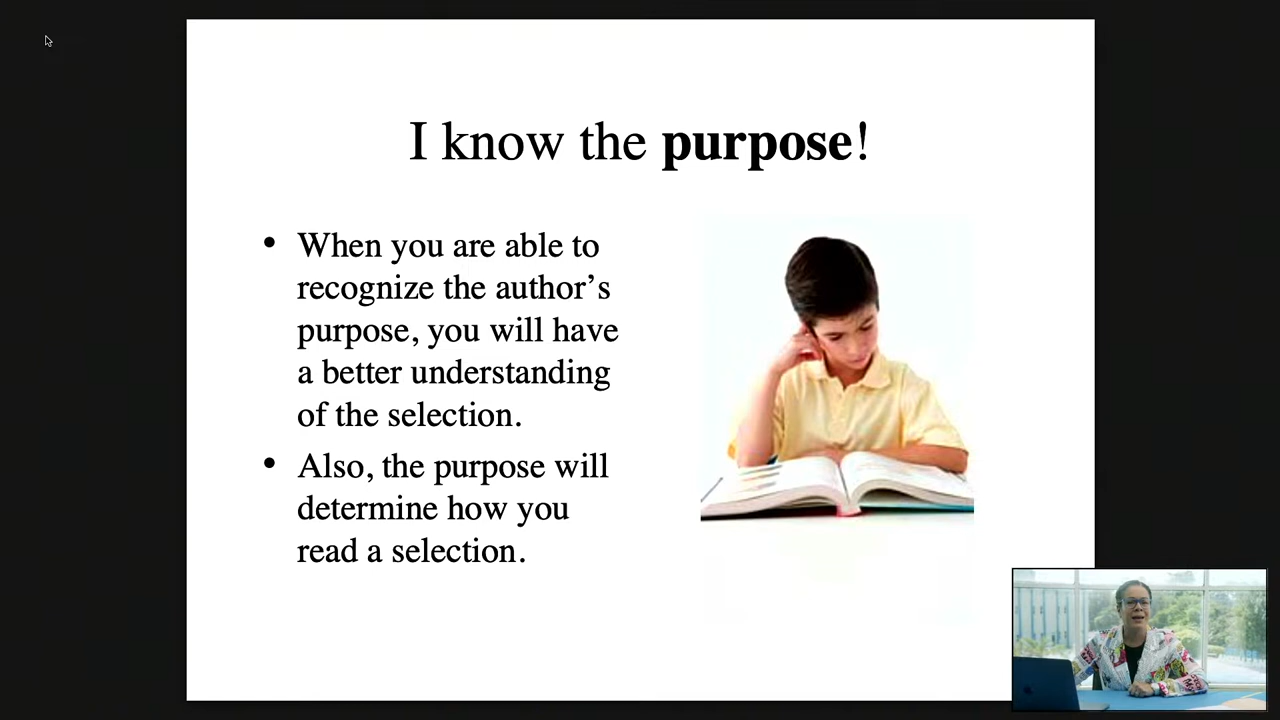 I know the purpose!
• When you are able to
recognize the author’s
purpose, you will have
a better understanding
of the selection.
• Also, the purpose will
determine how you
read a selection.